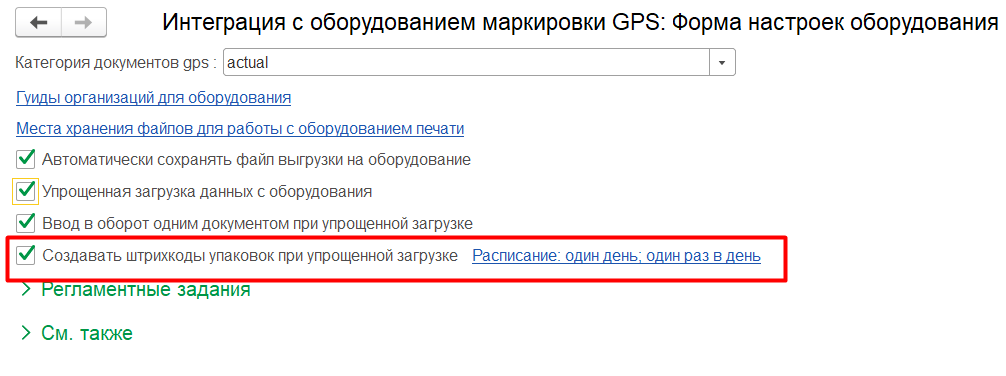 Интеграция с оборудованием маркировки GPS: Форма настроек оборудования
Категория документов gps : actual
Гуиды организаций для оборудования
Места хранения файлов для работы с оборудованием печати
Автоматически сохранять файл выгрузки на оборудование
Упрощенная загрузка данных с оборудования
Ввод в оборот одним документом при упрощенной загрузке
Создавать штрихкоды упаковок при упрощенной загрузке Расписание: один день; один раз в день
Регламентные задания
См. также